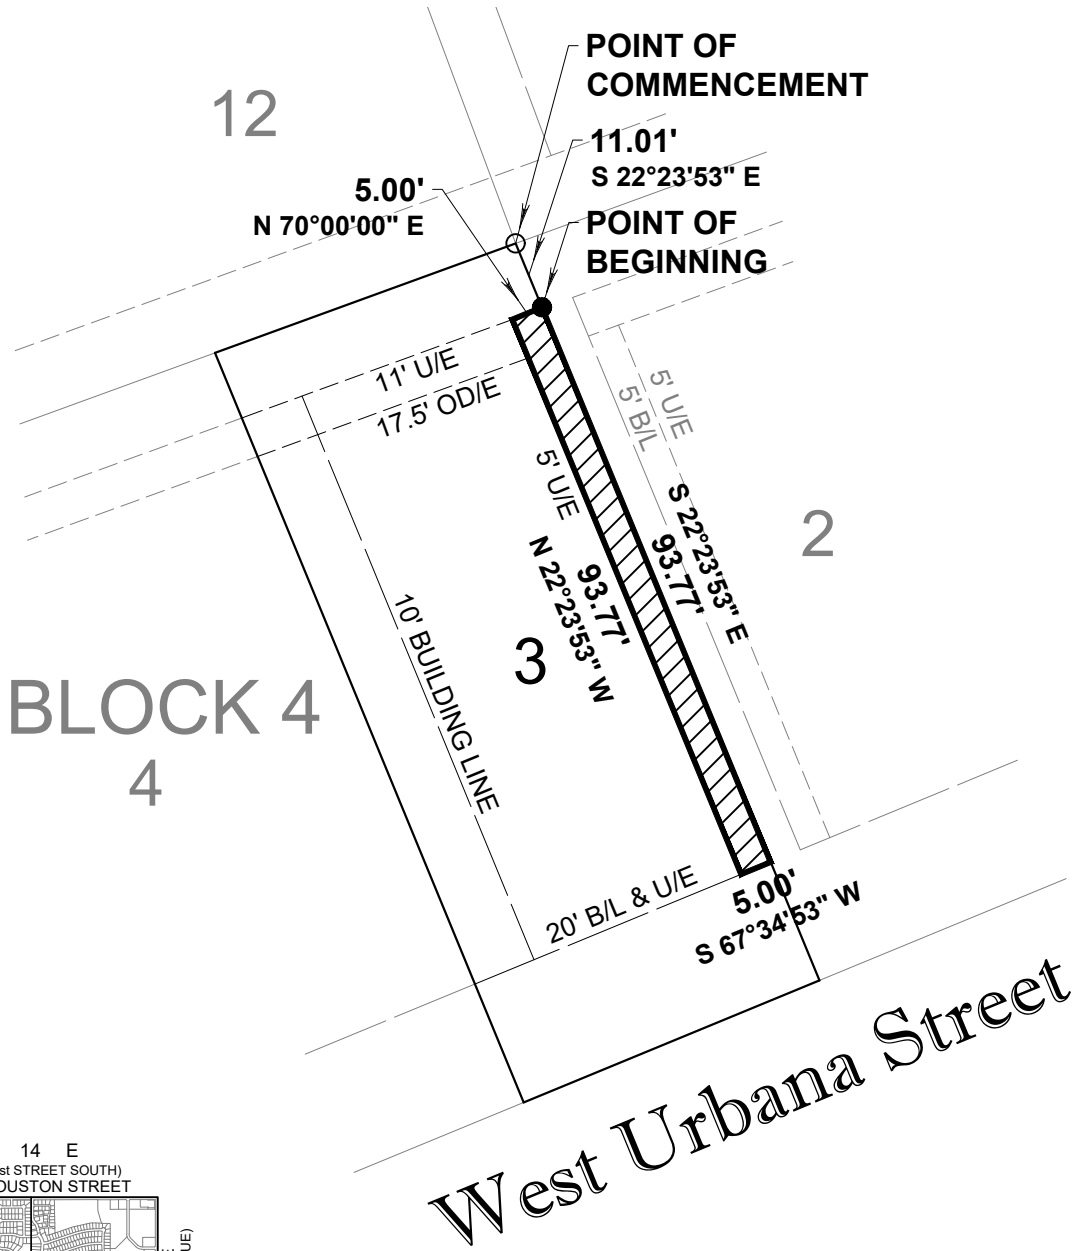 POINT OF
COMMENCEMENT
12
11.01'
S 22°23'53" E
5.00'
N 70°00'00" E
POINT OF
BEGINNING
11' U/E
17.5' OD/E
5' U/E
5' B/L
5' U/E
S 22°23'53" E
93.77'
2
93.77'
N 22°23'53" W
10' BUILDING LINE
3
BLOCK 4
4
20' B/L & U/E
5.00'
S 67°34'53" W
West Urbana Street
14 E
st STREET SOUTH)
OUSTON STREET
UE)